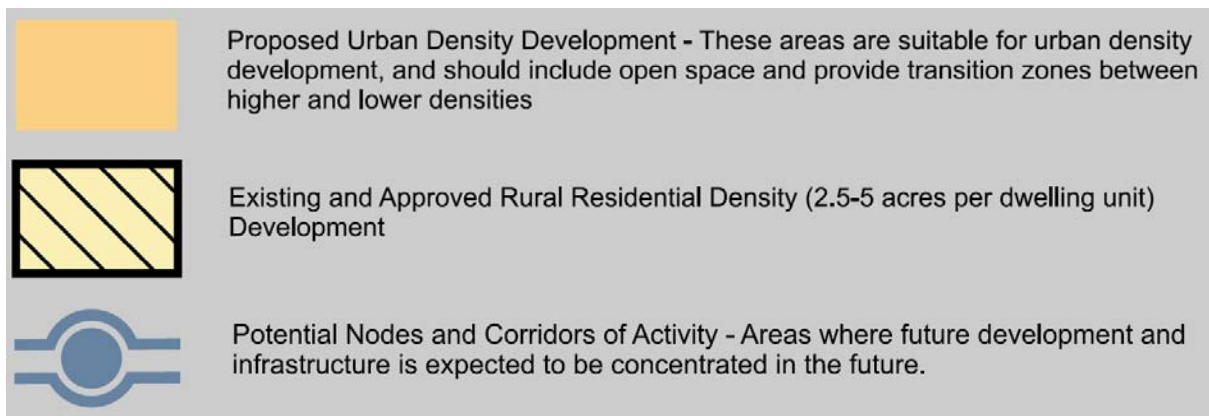 Proposed Urban Density Development - These areas are suitable for urban density
development, and should include open space and provide transition zones between
higher and lower densities
Existing and Approved Rural Residential Density (2.5-5 acres per dwelling unit)
Development
Potential Nodes and Corridors of Activity - Areas where future development and
infrastructure is expected to be concentrated in the future.